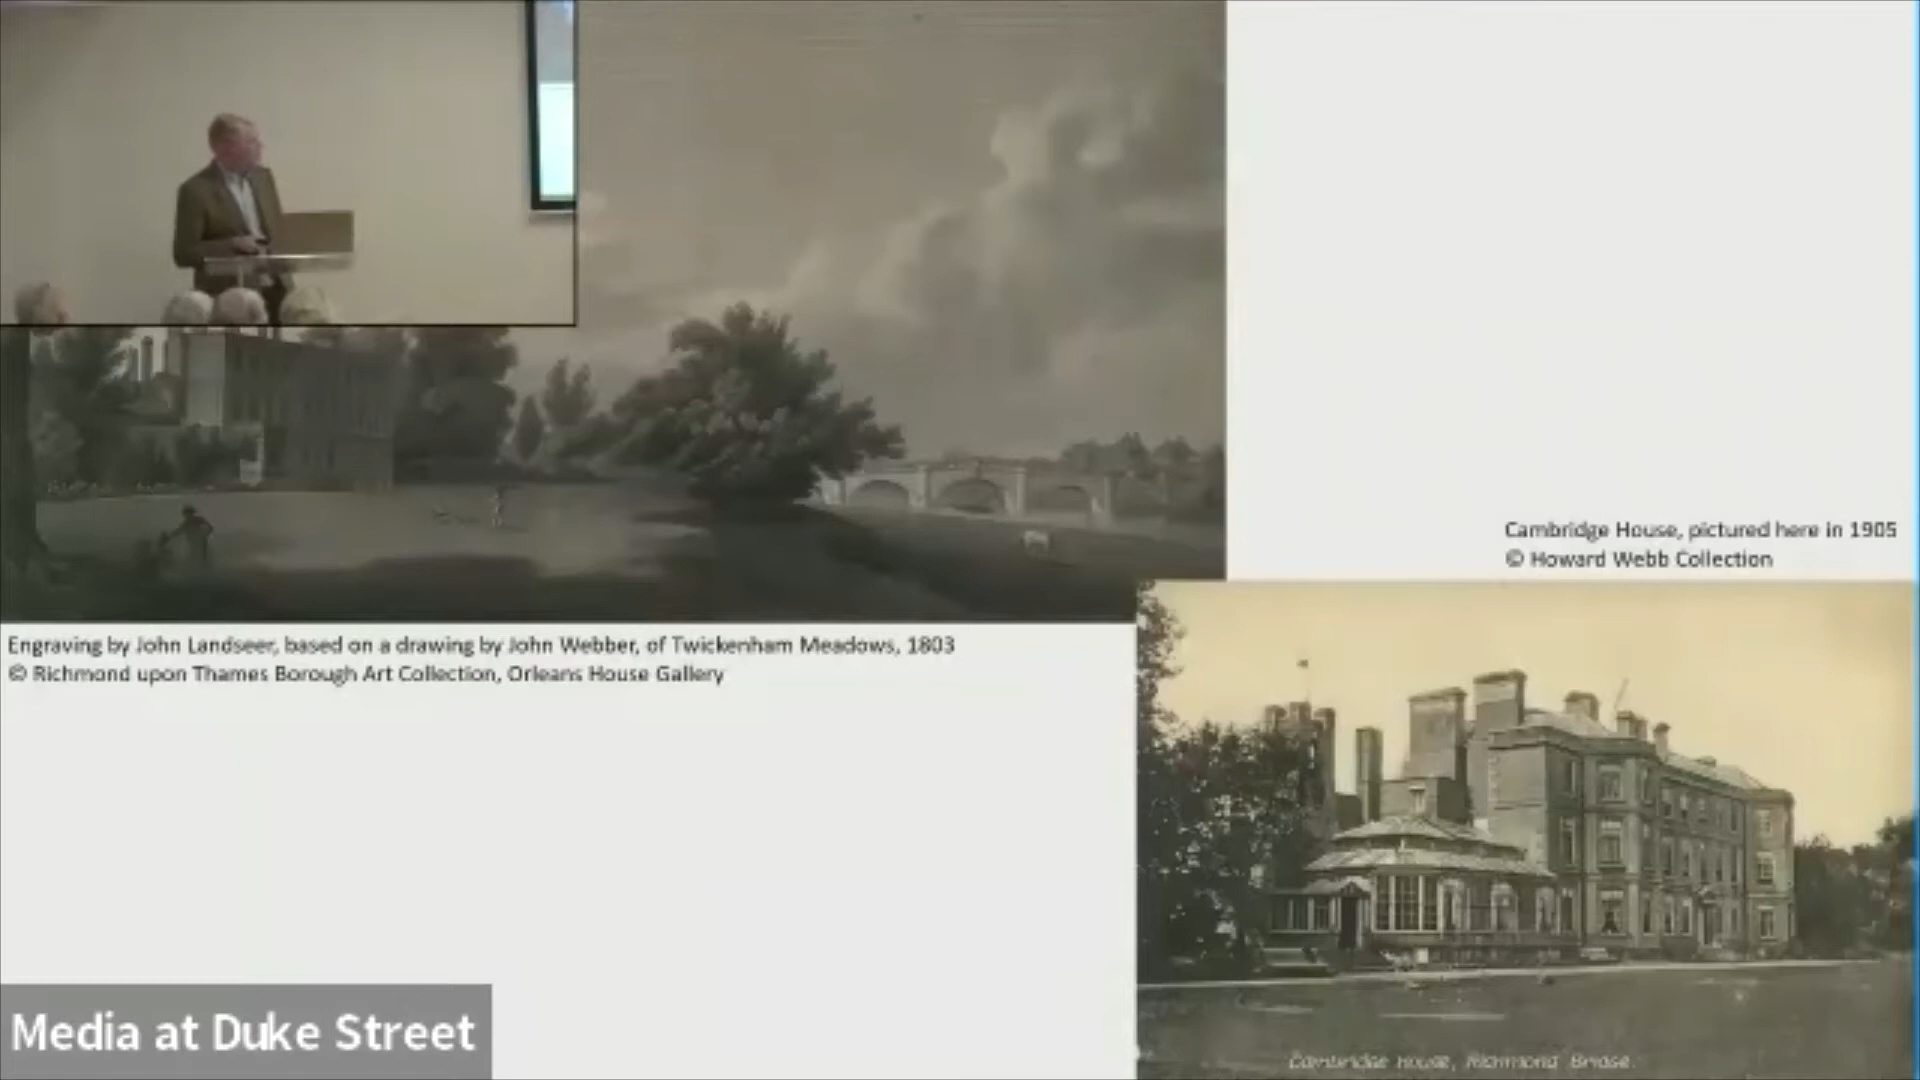 Cambridge House, pictured here in 1905
© Howard Webb Collection
Engraving by John Landseer, based on a drawing by John Webber, of Twickenham Meadows, 1803
© Richmond upon Thames Borough Art Collection, Orleans House Gallery
Cambridge House, Richmond Bridge.
Media at Duke Street